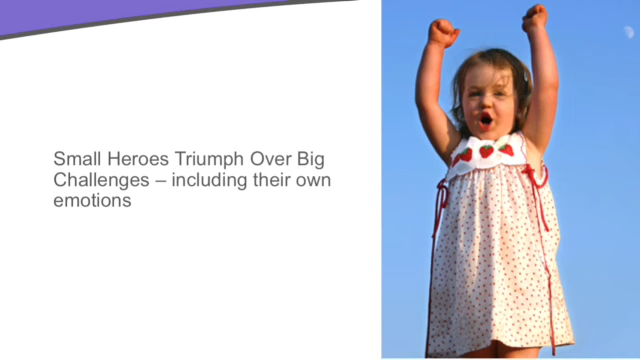 Small Heroes Triumph Over Big
Challenges – including their own
emotions